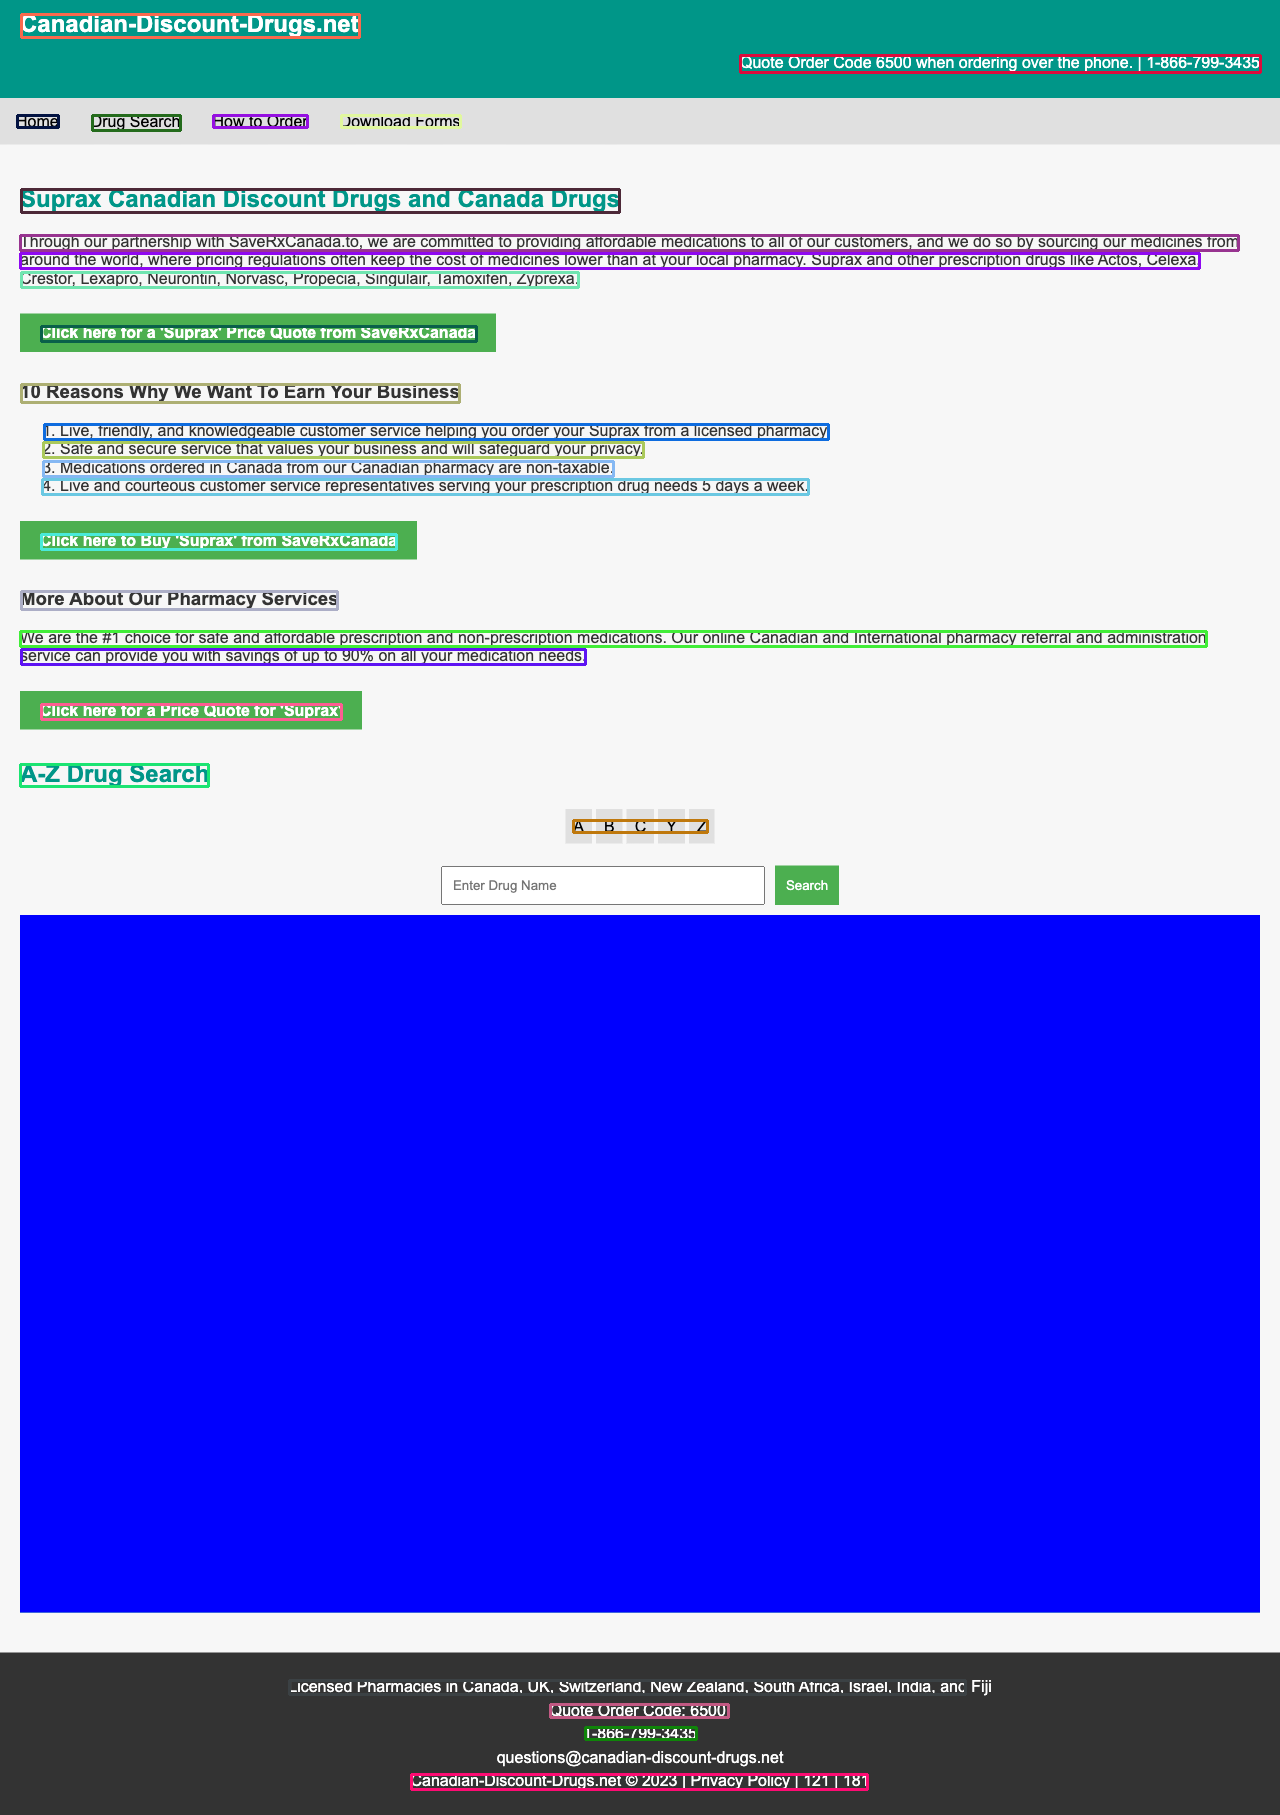 Canadian-Discount-Drugs.net
Quote Order Code 6500 when ordering over the phone. | 1-866-799-3435
Home Drug Search How to Order Download Forms
Suprax Canadian Discount Drugs and Canada Drugs
Through our partnership with SaveRxCanada.to, we are committed to providing affordable medications to all of our customers, and we do so by sourcing our medicines from
around the world, where pricing regulations often keep the cost of medicines lower than at your local pharmacy. Suprax and other prescription drugs like Actos, Celexa,
Crestor, Lexapro, Neurontin, Norvasc, Propecia, Singulair, Tamoxifen, Zyprexa.
Click here for a 'Suprax' Price Quote from SaveRxCanada
10 Reasons Why We Want To Earn Your Business
1. Live, friendly, and knowledgeable customer service helping you order your Suprax from a licensed pharmacy.
2. Safe and secure service that values your business and will safeguard your privacy.
3. Medications ordered in Canada from our Canadian pharmacy are non-taxable.
4. Live and courteous customer service representatives serving your prescription drug needs 5 days a week.
Click here to Buy 'Suprax' from SaveRxCanada
More About Our Pharmacy Services
We are the #1 choice for safe and affordable prescription and non-prescription medications. Our online Canadian and International pharmacy referral and administration
service can provide you with savings of up to 90% on all your medication needs.
Click here for a Price Quote for 'Suprax'
A-Z Drug Search
A B C Y Z
Enter Drug Name Search
Licensed Pharmacies in Canada, UK, Switzerland, New Zealand, South Africa, Israel, India, and Fiji
Quote Order Code: 6500
1-866-799-3435
questions@canadian-discount-drugs.net
Canadian-Discount-Drugs.net © 2023 | Privacy Policy | 121 | 181